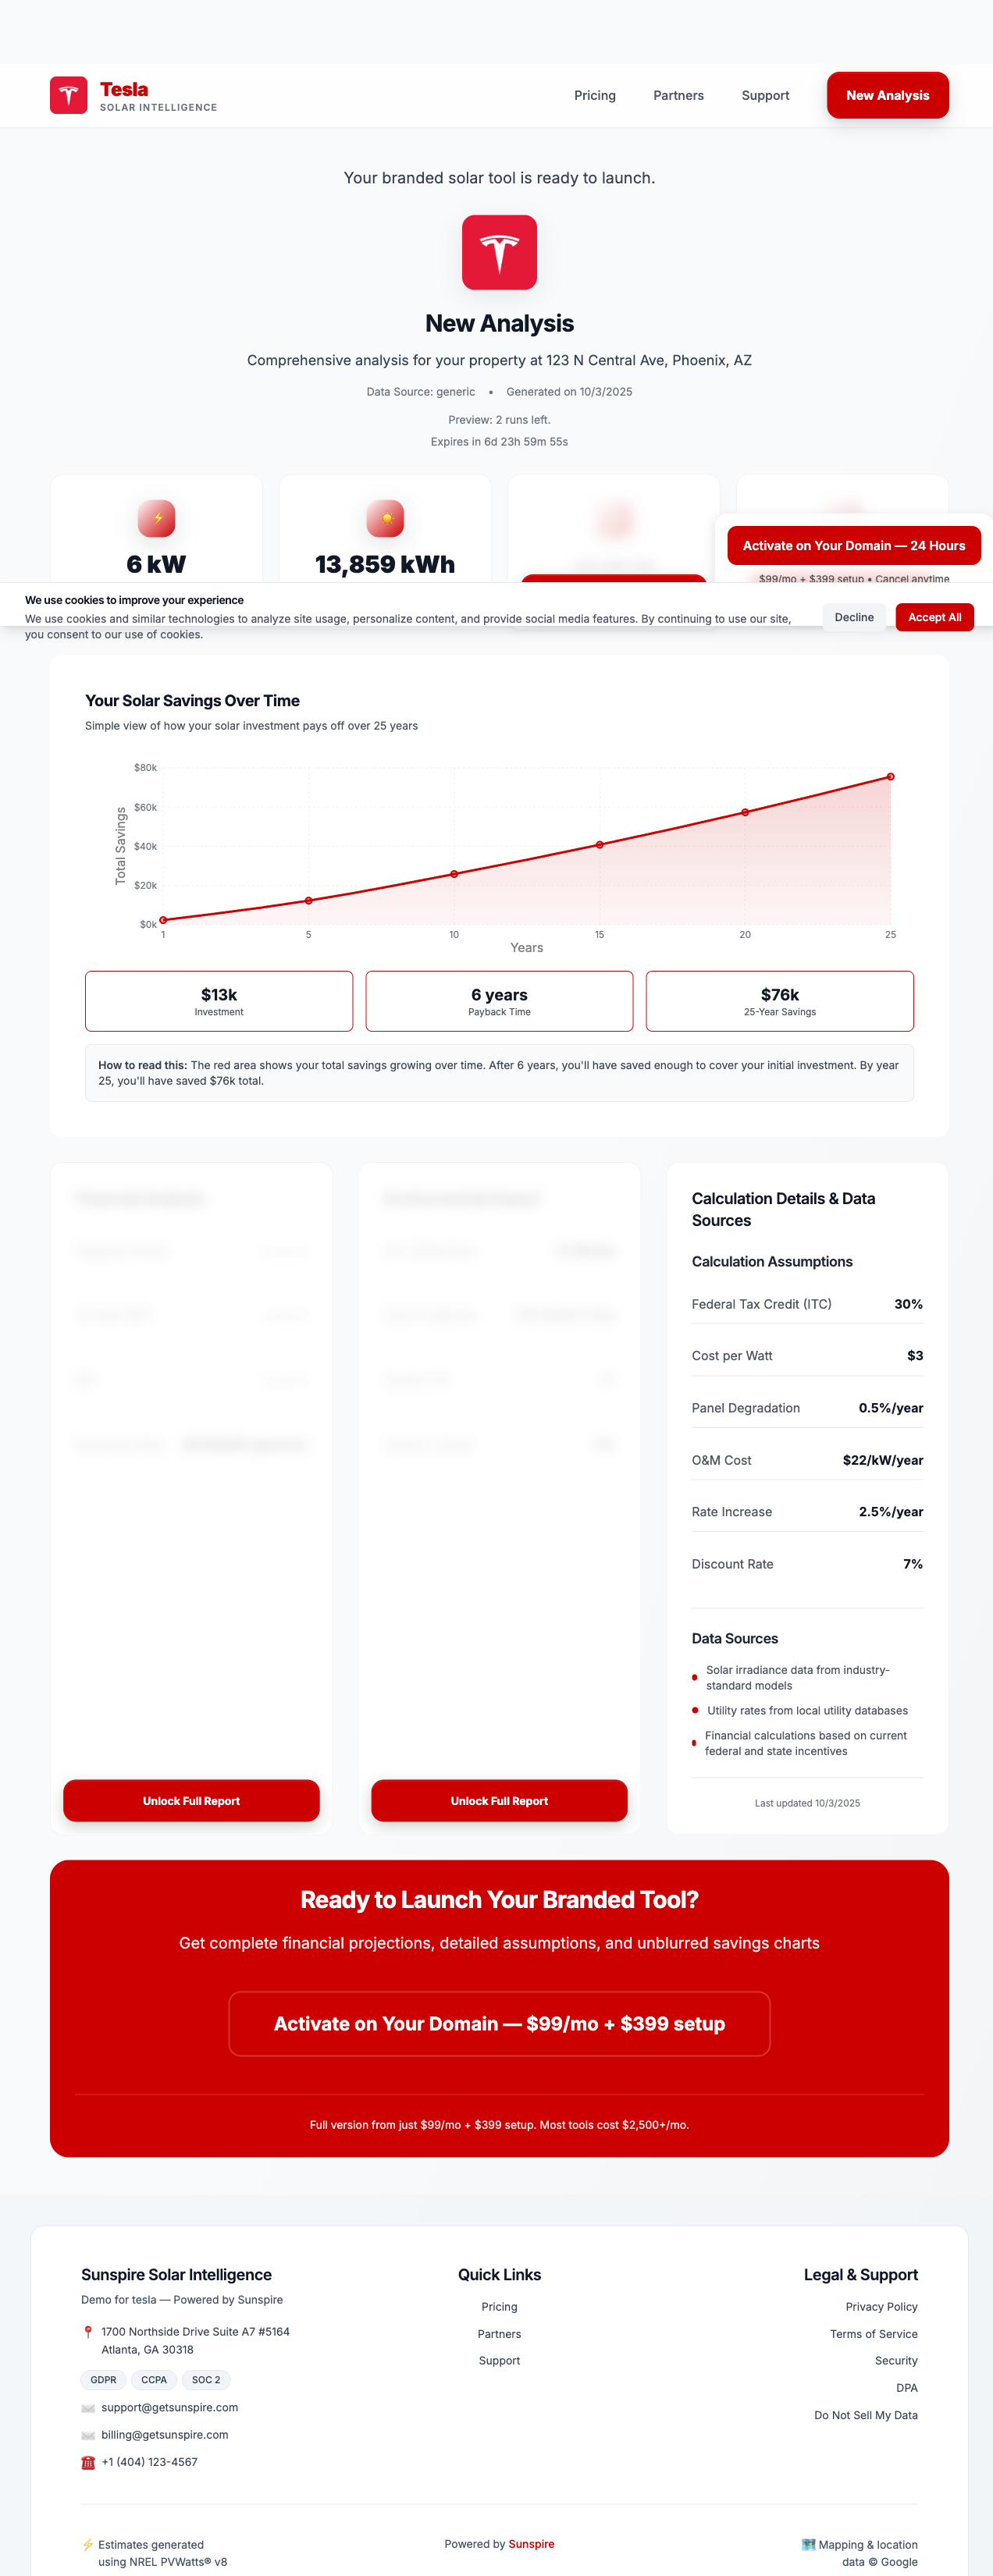 Tesla
SOLAR INTELLIGENCE
Pricing
Partners
Support
New Analysis
Your branded solar tool is ready to launch.
New Analysis
Comprehensive analysis for your property at 123 N Central Ave, Phoenix, AZ
Data Source: generic • Generated on 10/3/2025
Preview: 2 runs left.
Expires in 6d 23h 59m 55s
6 kW
13,859 kWh
Activate on Your Domain — 24 Hours
$99/mo + $399 setup • Cancel anytime
We use cookies to improve your experience
We use cookies and similar technologies to analyze site usage, personalize content, and provide social media features. By continuing to use our site,
you consent to our use of cookies.
Decline
Accept All
Your Solar Savings Over Time
Simple view of how your solar investment pays off over 25 years
$80k
$60k
$40k
$20k
$0k
Total Savings
1
5
10
15
20
25
Years
$13k
Investment
6 years
Payback Time
$76k
25-Year Savings
How to read this: The red area shows your total savings growing over time. After 6 years, you'll have saved enough to cover your initial investment. By year
25, you'll have saved $76k total.
Unlock Full Report
Unlock Full Report
Calculation Details & Data
Sources
Calculation Assumptions
Federal Tax Credit (ITC) 30%
Cost per Watt $3
Panel Degradation 0.5%/year
O&M Cost $22/kW/year
Rate Increase 2.5%/year
Discount Rate 7%
Data Sources
Solar irradiance data from industry-
standard models
Utility rates from local utility databases
Financial calculations based on current
federal and state incentives
Last updated 10/3/2025
Ready to Launch Your Branded Tool?
Get complete financial projections, detailed assumptions, and unblurred savings charts
Activate on Your Domain — $99/mo + $399 setup
Full version from just $99/mo + $399 setup. Most tools cost $2,500+/mo.
Sunspire Solar Intelligence
Demo for tesla — Powered by Sunspire
1700 Northside Drive Suite A7 #5164
Atlanta, GA 30318
GDPR
CCPA
SOC 2
support@getsunspire.com
billing@getsunspire.com
+1 (404) 123-4567
Quick Links
Pricing
Partners
Support
Legal & Support
Privacy Policy
Terms of Service
Security
DPA
Do Not Sell My Data
Estimates generated
using NREL PVWatts® v8
Powered by Sunspire
Mapping & location
data © Google